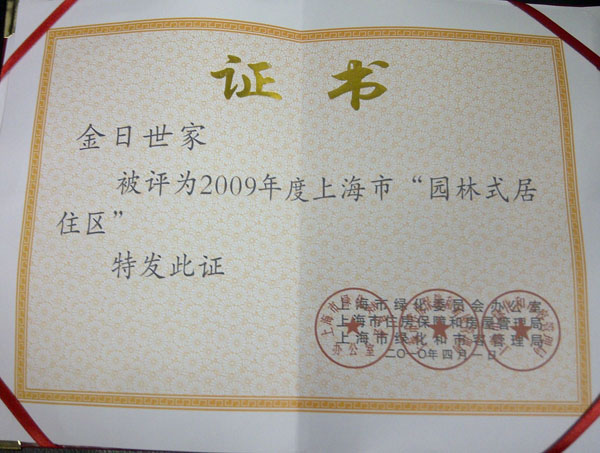 证书
金日世家
被评为2009年度上海市“园林式居
住区”
特发此证
上海市绿化委员会办公室
上海市住房保障和房屋管理局
上海市绿化和市容管理局
二〇一〇年四月一日